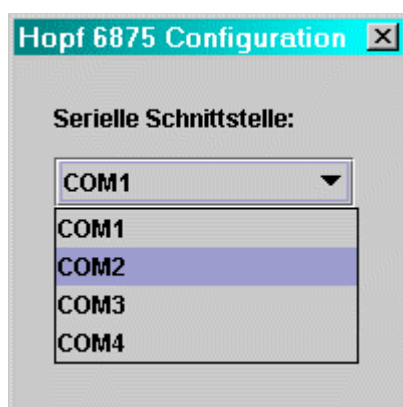 Hopf 6875 Configuration
Serielle Schnittstelle:
COM1
COM1
COM2
COM3
COM4